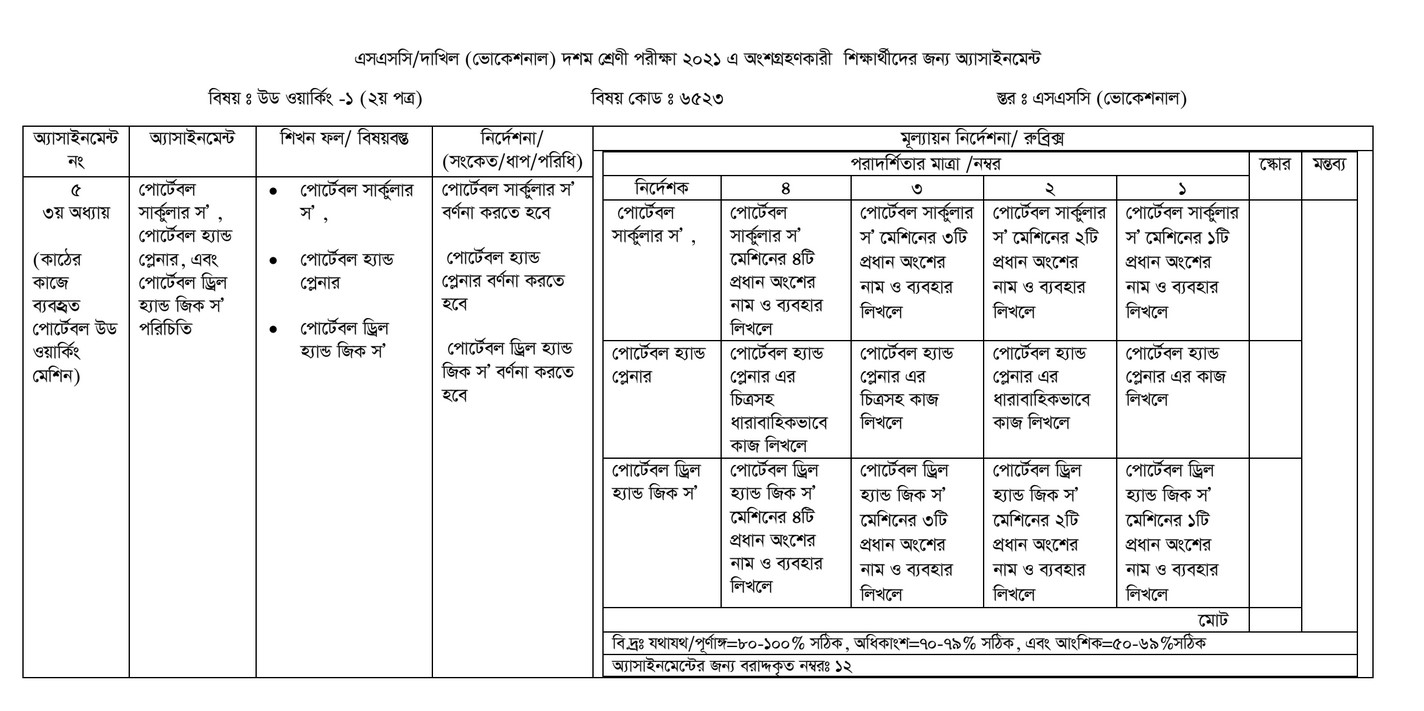 এসএসসি/দাখিল (ভোকেশনাল) দশম শ্রেণী পরীক্ষা ২০২১ এ অংশগ্রহণকারী শিক্ষার্থীদের জন্য অ্যাসাইনমেন্ট
বিষয় ঃ উড ওয়ার্কিং -১ (২য় পত্র) বিষয় কোড ঃ ৬৫২৩ স্তর ঃ এসএসসি (ভোকেশনাল)
অ্যাসাইনমেন্ট
নং
অ্যাসাইনমেন্ট
শিখন ফল/ বিষয়বস্তু
নির্দেশনা/
(সংকেত/ধাপ/পরিধি)
মূল্যায়ন নির্দেশনা/ রুব্রিক্স
পরাদর্শিতার মাত্রা /নম্বর
স্কোর
মন্তব্য
নির্দেশক ৪ ৩ ২ ১
৫
৩য় অধ্যায়
(কাঠের
কাজে
ব্যবহৃত
পোর্টেবল উড
ওয়ার্কিং
মেশিন)
পোর্টেবল
সার্কুলার স’ ,
পোর্টেবল হ্যান্ড
প্লেনার, এবং
পোর্টেবল ড্রিল
হ্যান্ড জিক স’
পরিচিতি
• পোর্টেবল সার্কুলার
স’ ,
• পোর্টেবল হ্যান্ড
প্লেনার
• পোর্টেবল ড্রিল
হ্যান্ড জিক স’
পোর্টেবল সার্কুলার স’
বর্ণনা করতে হবে
পোর্টেবল হ্যান্ড
প্লেনার বর্ণনা করতে
হবে
পোর্টেবল ড্রিল হ্যান্ড
জিক স’ বর্ণনা করতে
হবে
পোর্টেবল
সার্কুলার স’ ,
পোর্টেবল
সার্কুলার স’
মেশিনের ৪টি
প্রধান অংশের
নাম ও ব্যবহার
লিখলে
পোর্টেবল সার্কুলার
স’ মেশিনের ৩টি
প্রধান অংশের
নাম ও ব্যবহার
লিখলে
পোর্টেবল সার্কুলার
স’ মেশিনের ২টি
প্রধান অংশের
নাম ও ব্যবহার
লিখলে
পোর্টেবল সার্কুলার
স’ মেশিনের ১টি
প্রধান অংশের
নাম ও ব্যবহার
লিখলে
পোর্টেবল হ্যান্ড
প্লেনার
পোর্টেবল হ্যান্ড
প্লেনার এর
চিত্রসহ
ধারাবাহিকভাবে
কাজ লিখলে
পোর্টেবল হ্যান্ড
প্লেনার এর
চিত্রসহ কাজ
লিখলে
পোর্টেবল হ্যান্ড
প্লেনার এর
ধারাবাহিকভাবে
কাজ লিখলে
পোর্টেবল হ্যান্ড
প্লেনার এর কাজ
লিখলে
পোর্টেবল ড্রিল
হ্যান্ড জিক স’
পোর্টেবল ড্রিল
হ্যান্ড জিক স’
মেশিনের ৪টি
প্রধান অংশের
নাম ও ব্যবহার
লিখলে
পোর্টেবল ড্রিল
হ্যান্ড জিক স’
মেশিনের ৩টি
প্রধান অংশের
নাম ও ব্যবহার
লিখলে
পোর্টেবল ড্রিল
হ্যান্ড জিক স’
মেশিনের ২টি
প্রধান অংশের
নাম ও ব্যবহার
লিখলে
পোর্টেবল ড্রিল
হ্যান্ড জিক স’
মেশিনের ১টি
প্রধান অংশের
নাম ও ব্যবহার
লিখলে
মোট
বি.দ্রঃ যথাযথ/পূর্ণাঙ্গ=৮০-১০০% সঠিক, অধিকাংশ=৭০-৭৯% সঠিক, এবং আংশিক=৫০-৬৯%সঠিক
অ্যাসাইনমেন্টের জন্য বরাদ্দকৃত নম্বরঃ ১২